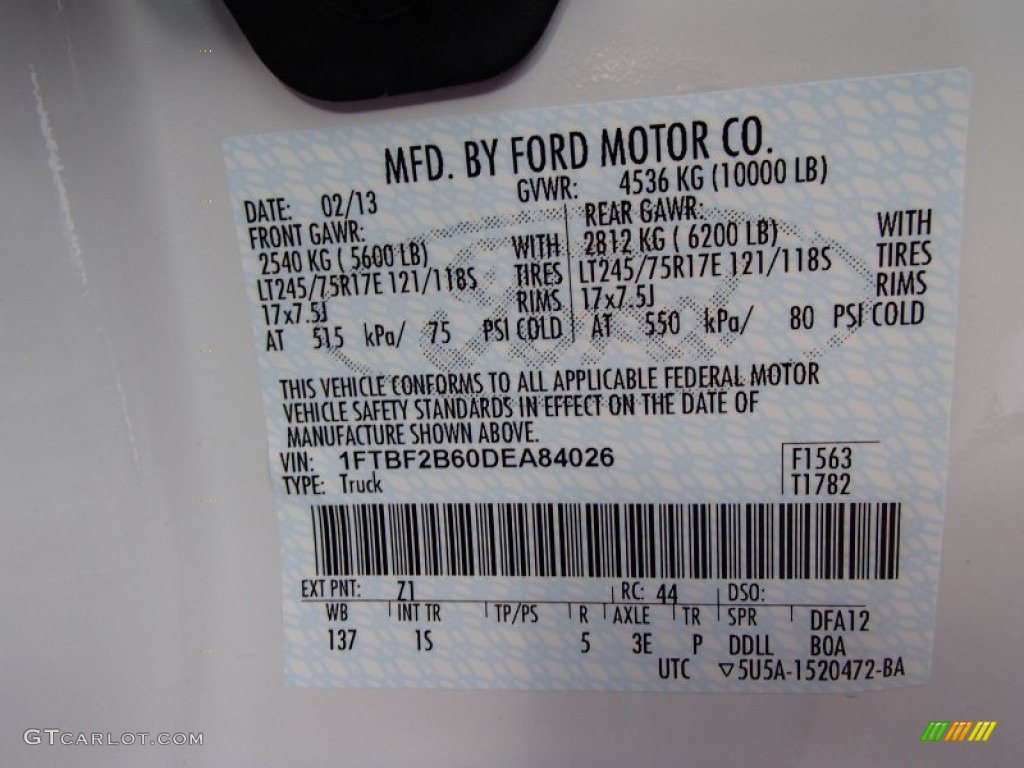 MFD. BY FORD MOTOR CO.
DATE: 02/13 GVWR: 4536 KG (10000 LB)
FRONT GAWR: REAR GAWR:
2540 KG ( 5600 LB) WITH 2812 KG ( 6200 LB) WITH
LT245/75R17E 121/118S TIRES LT245/75R17E 121/118S TIRES
17x7.5J RIMS 17x7.5J RIMS
AT 515 kPa/ 75 PSI COLD AT 550 kPa/ 80 PSI COLD
THIS VEHICLE CONFORMS TO ALL APPLICABLE FEDERAL MOTOR
VEHICLE SAFETY STANDARDS IN EFFECT ON THE DATE OF
MANUFACTURE SHOWN ABOVE.
VIN: 1FTBF2B60DEA84026 F1563
TYPE: Truck T1782
EXT PNT: Z1 RC: 44 DSO:
WB INT TR TP/PS R AXLE TR SPR DFA12
137 1S 5 3E P DDLL BOA
UTC ▽5U5A-1520472-BA
GTCARLOT.COM